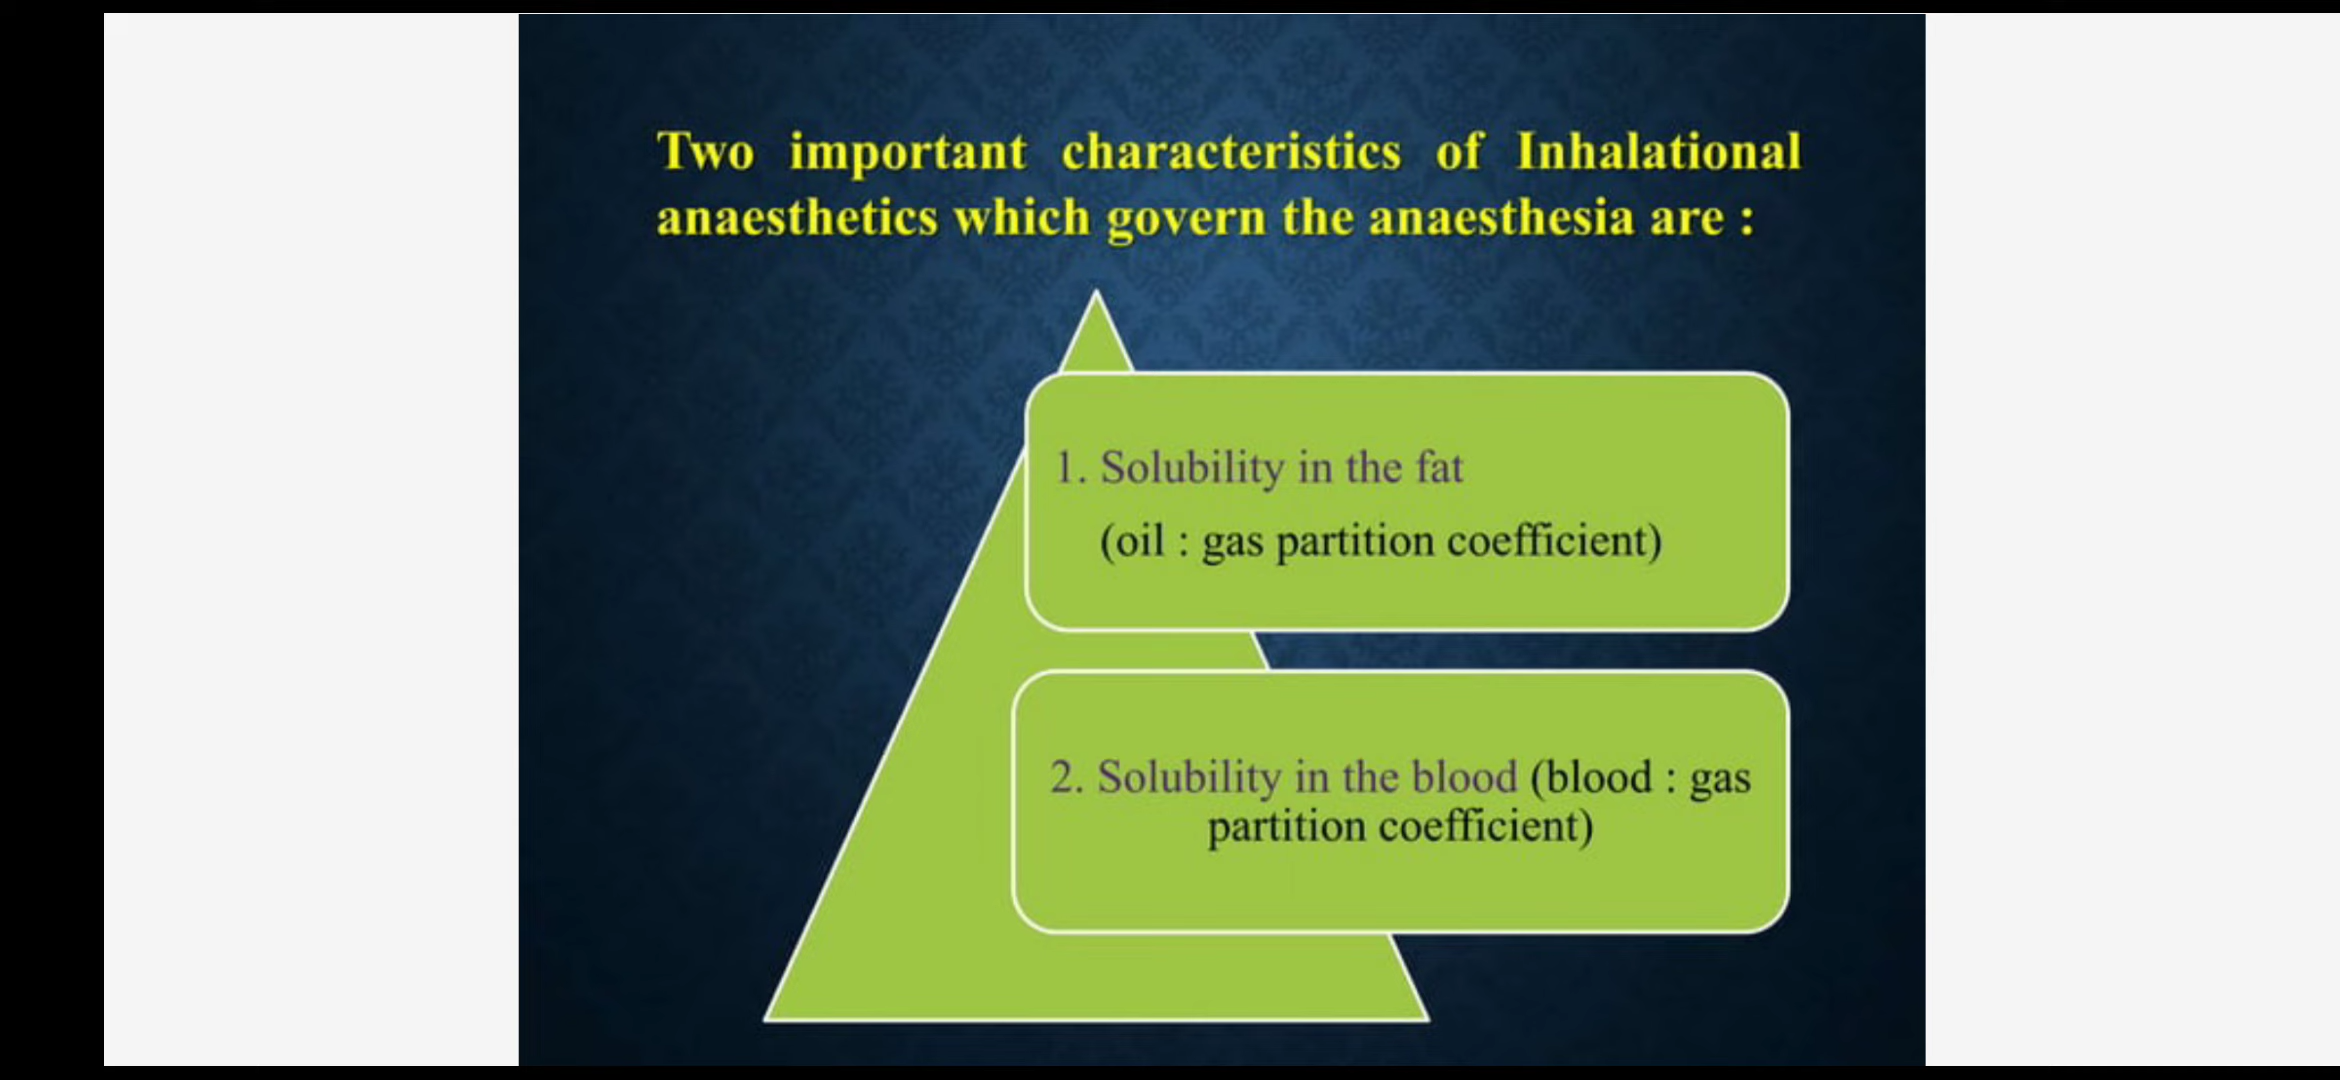 Two important characteristics of Inhalational
anaesthetics which govern the anaesthesia are :
1. Solubility in the fat
(oil : gas partition coefficient)
2. Solubility in the blood (blood : gas
partition coefficient)